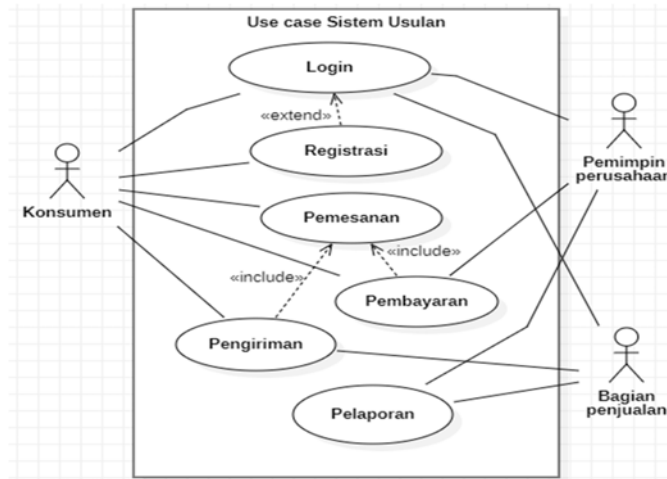 Use case Sistem Usulan
Login
«extend»
Registrasi
Konsumen
Pemesanan
Pemimpin
perusahaan
«include»
«include»
Pembayaran
Pengiriman
Pelaporan
Bagian
penjualan